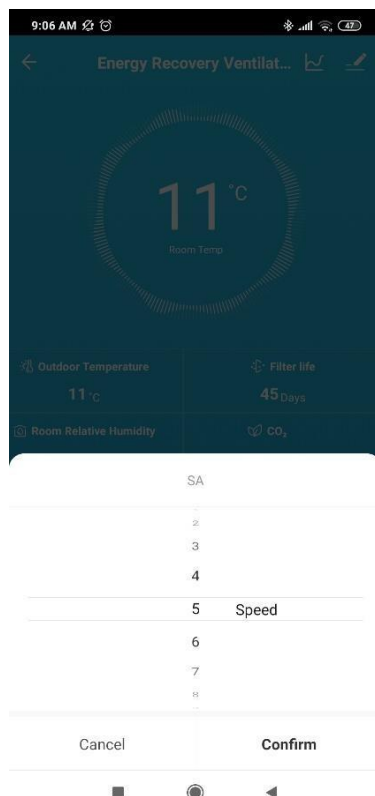 9:06 AM 47
Energy Recovery Ventilat...
11 °C
Room Temp
Outdoor Temperature Filter life
11 °C 45 Days
Room Relative Humidity CO₂
SA
2
3
4
5 Speed
6
7
8
Cancel Confirm